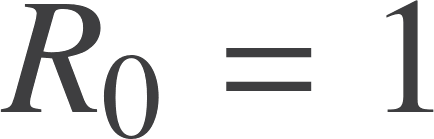 R₀ = 1